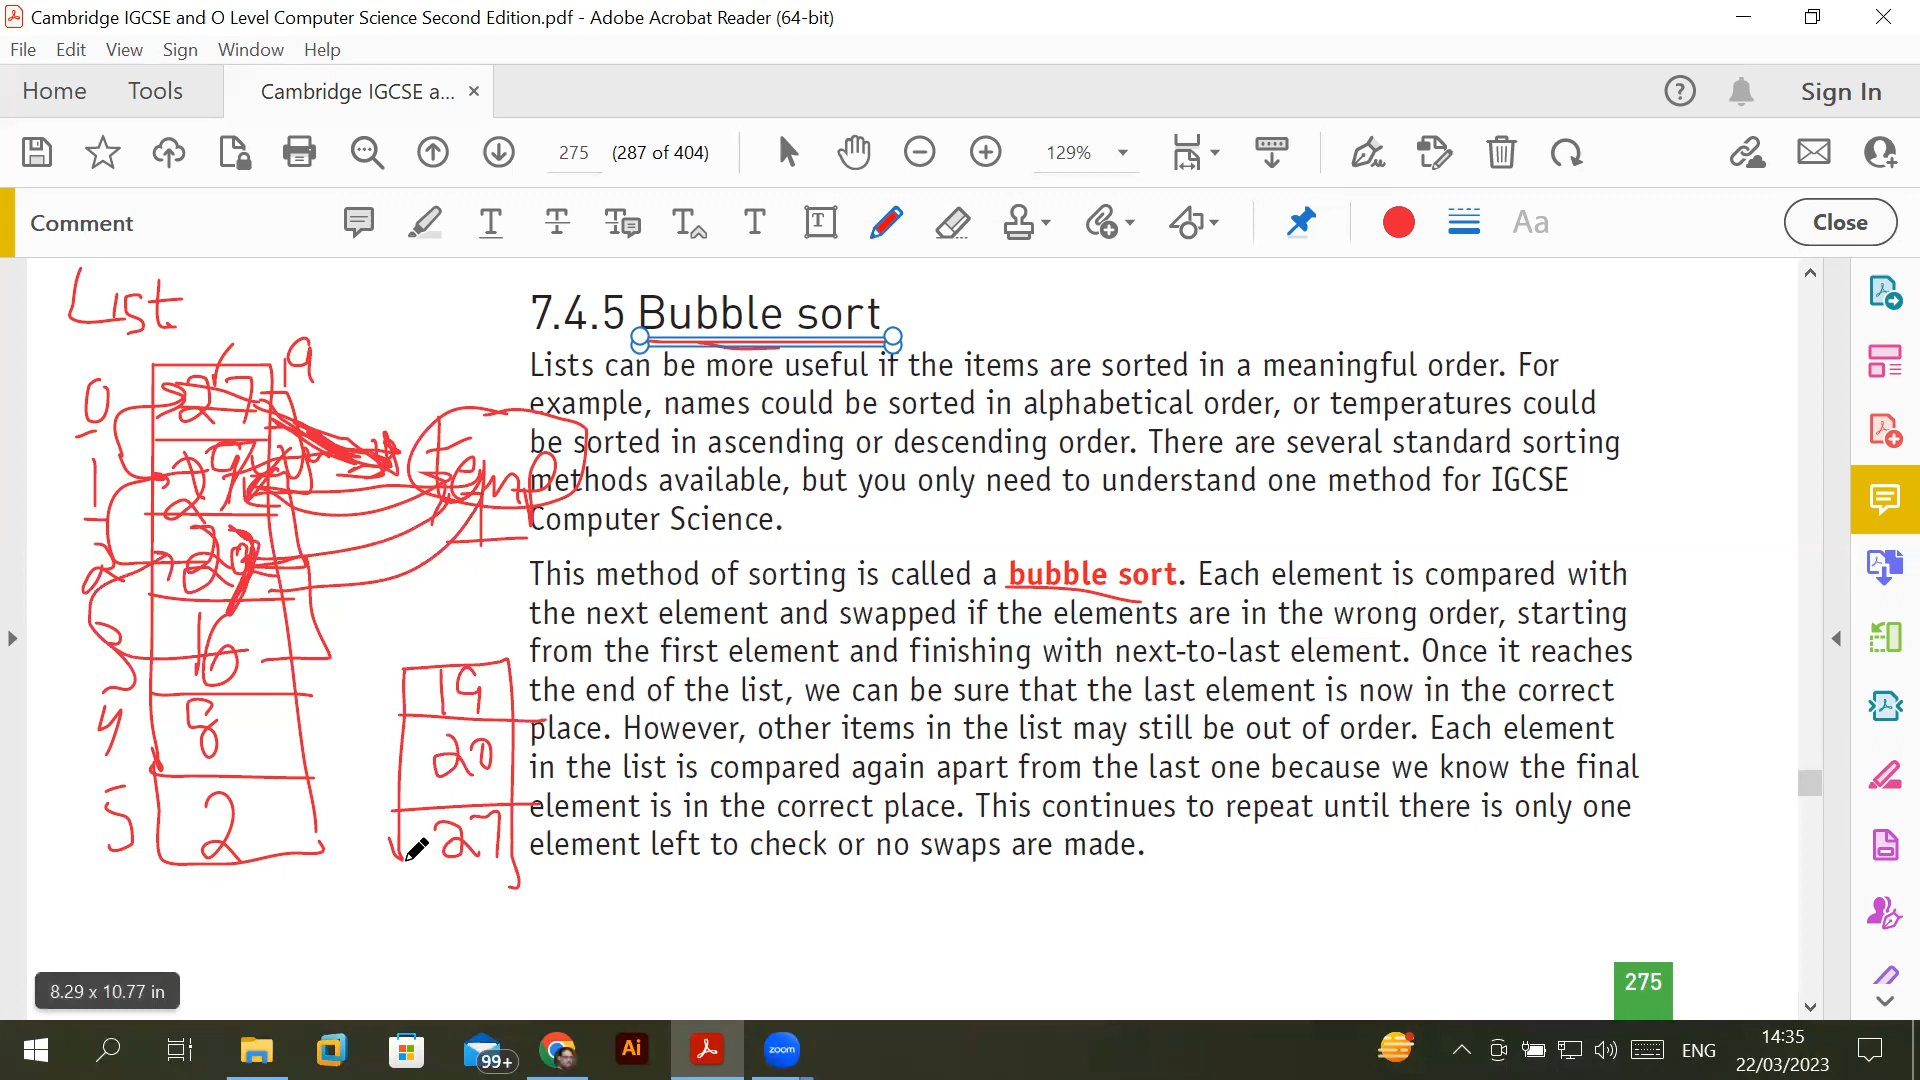 Cambridge IGCSE and O Level Computer Science Second Edition.pdf - Adobe Acrobat Reader (64-bit)
File Edit View Sign Window Help
Home Tools Cambridge IGCSE a... × Sign In
275 (287 of 404) 129%
Comment Aa Close
List
7.4.5 Bubble sort
Lists can be more useful if the items are sorted in a meaningful order. For
example, names could be sorted in alphabetical order, or temperatures could
be sorted in ascending or descending order. There are several standard sorting
methods available, but you only need to understand one method for IGCSE
Computer Science.
This method of sorting is called a bubble sort. Each element is compared with
the next element and swapped if the elements are in the wrong order, starting
from the first element and finishing with next-to-last element. Once it reaches
the end of the list, we can be sure that the last element is now in the correct
place. However, other items in the list may still be out of order. Each element
in the list is compared again apart from the last one because we know the final
element is in the correct place. This continues to repeat until there is only one
element left to check or no swaps are made.
19
0 27
1
Temp
2 20
3 16
4 8
5 2
19
20
27
275
8.29 x 10.77 in
99+
Ai
zoom
ENG
14:35
22/03/2023